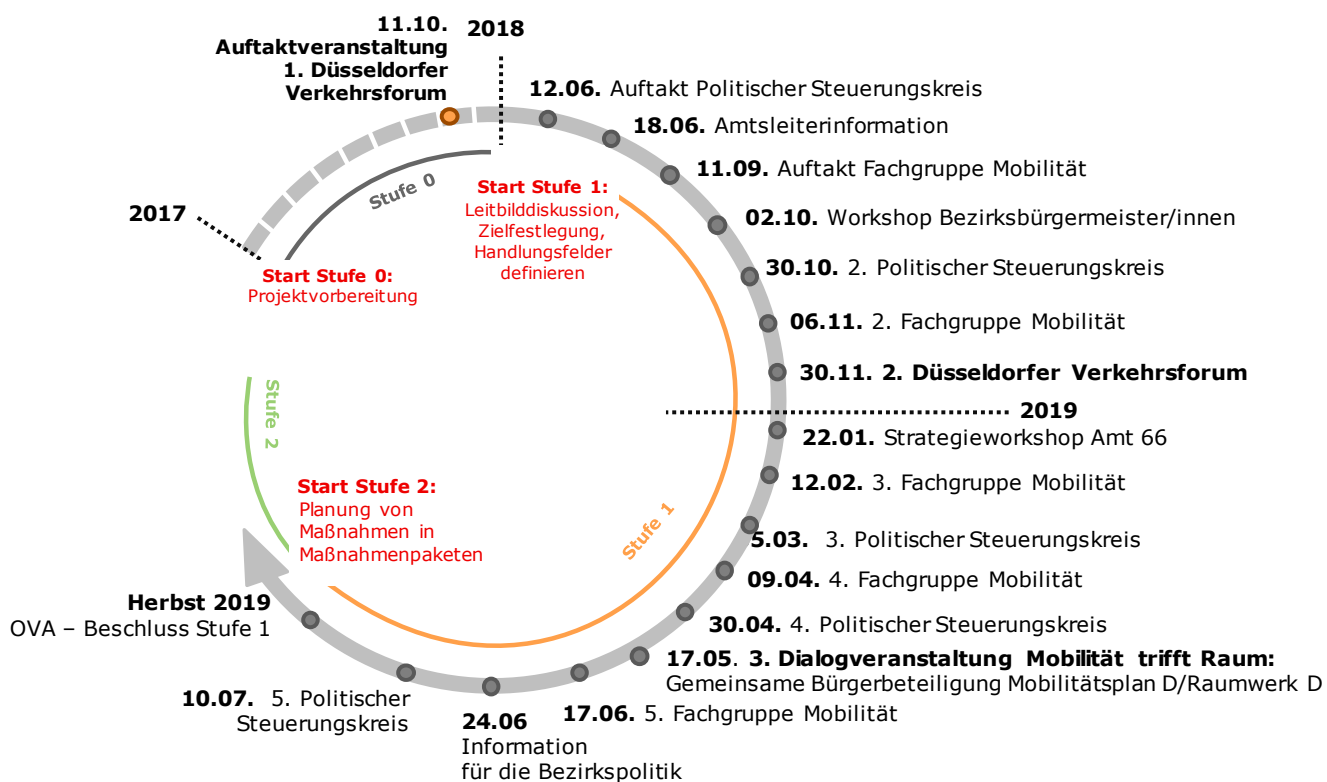 11.10.
Auftaktveranstaltung
1. Düsseldorfer
Verkehrsforum
2018
12.06. Auftakt Politischer Steuerungskreis
18.06. Amtsleiterinformation
11.09. Auftakt Fachgruppe Mobilität
02.10. Workshop Bezirksbürgermeister/innen
30.10. 2. Politischer Steuerungskreis
06.11. 2. Fachgruppe Mobilität
30.11. 2. Düsseldorfer Verkehrsforum
2019
22.01. Strategieworkshop Amt 66
12.02. 3. Fachgruppe Mobilität
5.03. 3. Politischer Steuerungskreis
09.04. 4. Fachgruppe Mobilität
30.04. 4. Politischer Steuerungskreis
17.05. 3. Dialogveranstaltung Mobilität trifft Raum:
Gemeinsame Bürgerbeteiligung Mobilitätsplan D/Raumwerk D
17.06. 5. Fachgruppe Mobilität
24.06
Information
für die Bezirkspolitik
10.07. 5. Politischer
Steuerungskreis
Herbst 2019
OVA – Beschluss Stufe 1
2017
Stufe 0
Start Stufe 0:
Projektvorbereitung
Start Stufe 1:
Leitbilddiskussion,
Zielfestlegung,
Handlungsfelder
definieren
Stufe 1
Start Stufe 2:
Planung von
Maßnahmen in
Maßnahmenpaketen
Stufe 2